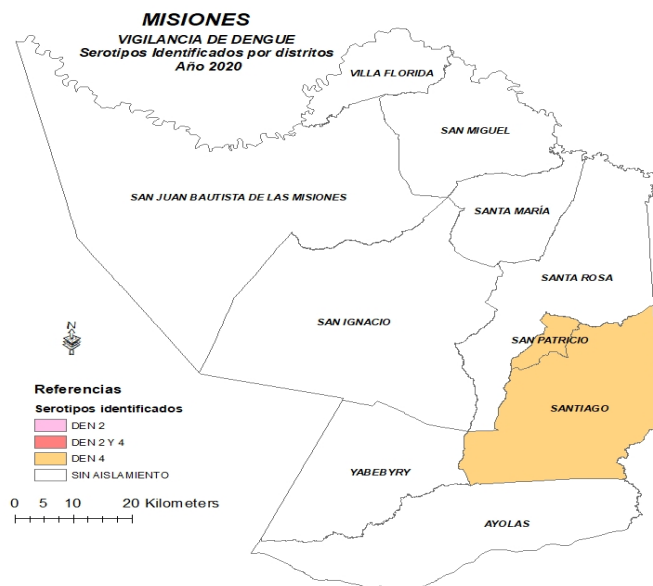 MISIONES
VIGILANCIA DE DENGUE
Serotipos Identificados por distritos
Año 2020
VILLA FLORIDA
SAN MIGUEL
SAN JUAN BAUTISTA DE LAS MISIONES
SANTA MARÍA
SANTA ROSA
SAN IGNACIO
SAN PATRICIO
SANTIAGO
YABEBYRY
AYOLAS
N
Referencias
Serotipos identificados
DEN 2
DEN 2 Y 4
DEN 4
SIN AISLAMIENTO
0 5 10 20 Kilometers